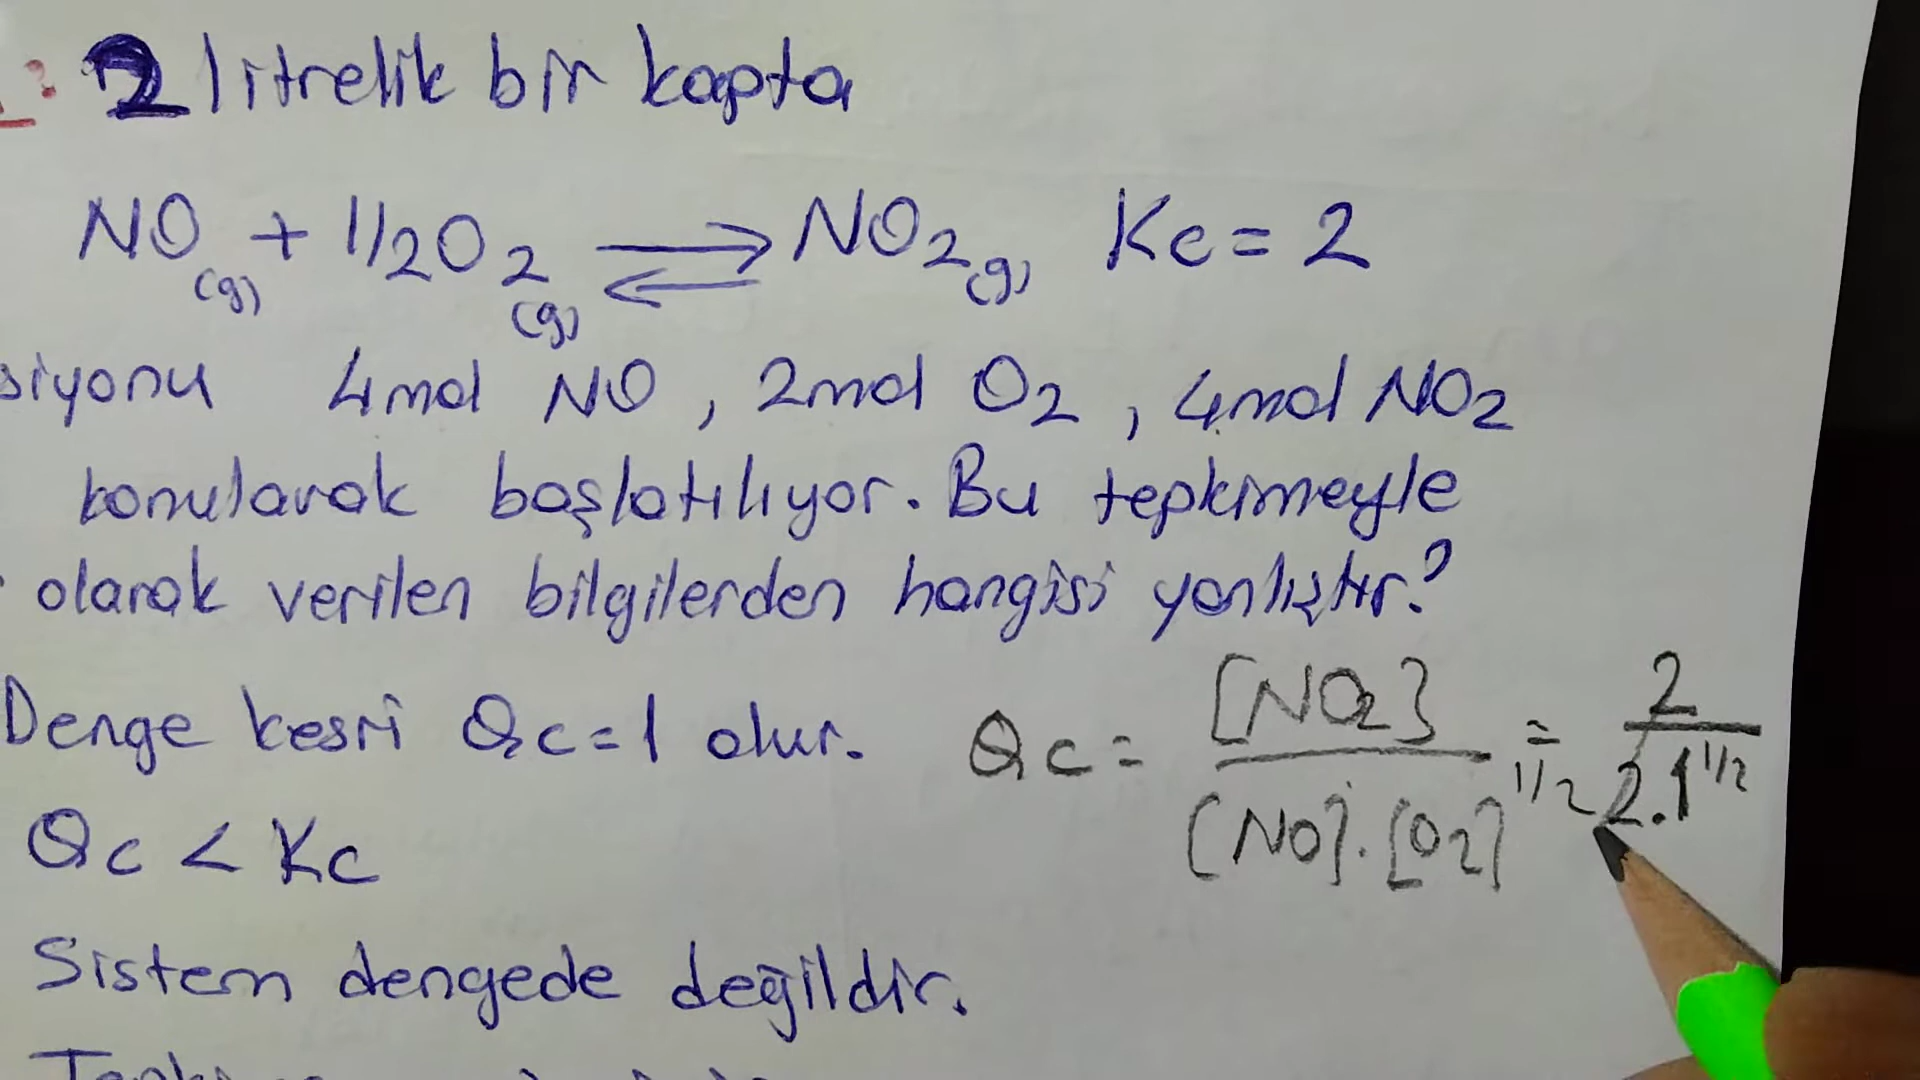 2 litrelik bir kapta
NO(g) + 1/2O2(g) ⇌ NO2(g) Kc = 2
siyonu 4mol NO, 2mol O2, 4mol NO2
konularak başlatılıyor. Bu tepkimeyle
olarak verilen bilgilerden hangisi yanlıştır?
Denge kesri Qc=1 olur.
Qc = [NO2] / [NO].[O2]^1/2 = 2 / 2.1^1/2
Qc < Kc
Sistem dengede değildir.